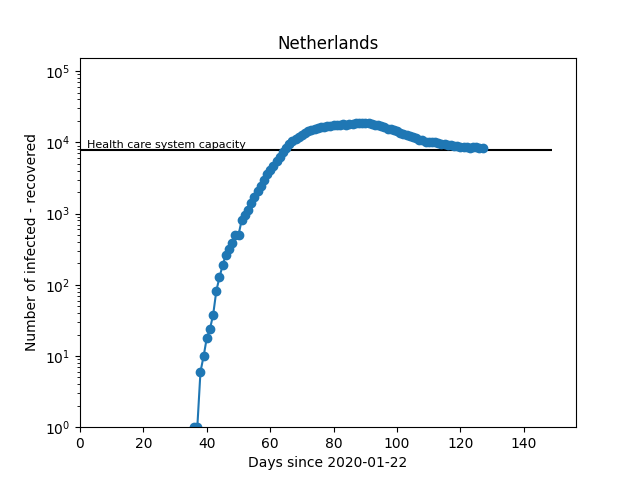 Netherlands
Number of infected - recovered
10^5
10^4
10^3
10^2
10^1
10^0
Health care system capacity
0 20 40 60 80 100 120 140
Days since 2020-01-22